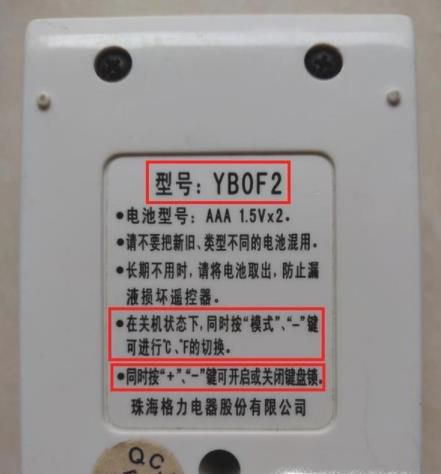 型号：YB0F2
●电池型号：AAA 1.5V×2。
●请不要把新旧、类型不同的电池混用。
●长期不用时，请将电池取出，防止漏
液损坏遥控器。
●在关机状态下，同时按“模式”、“－”键
可进行℃、℉的切换。
●同时按“＋”、“－”键可开启或关闭键盘锁。
珠海格力电器股份有限公司
QC